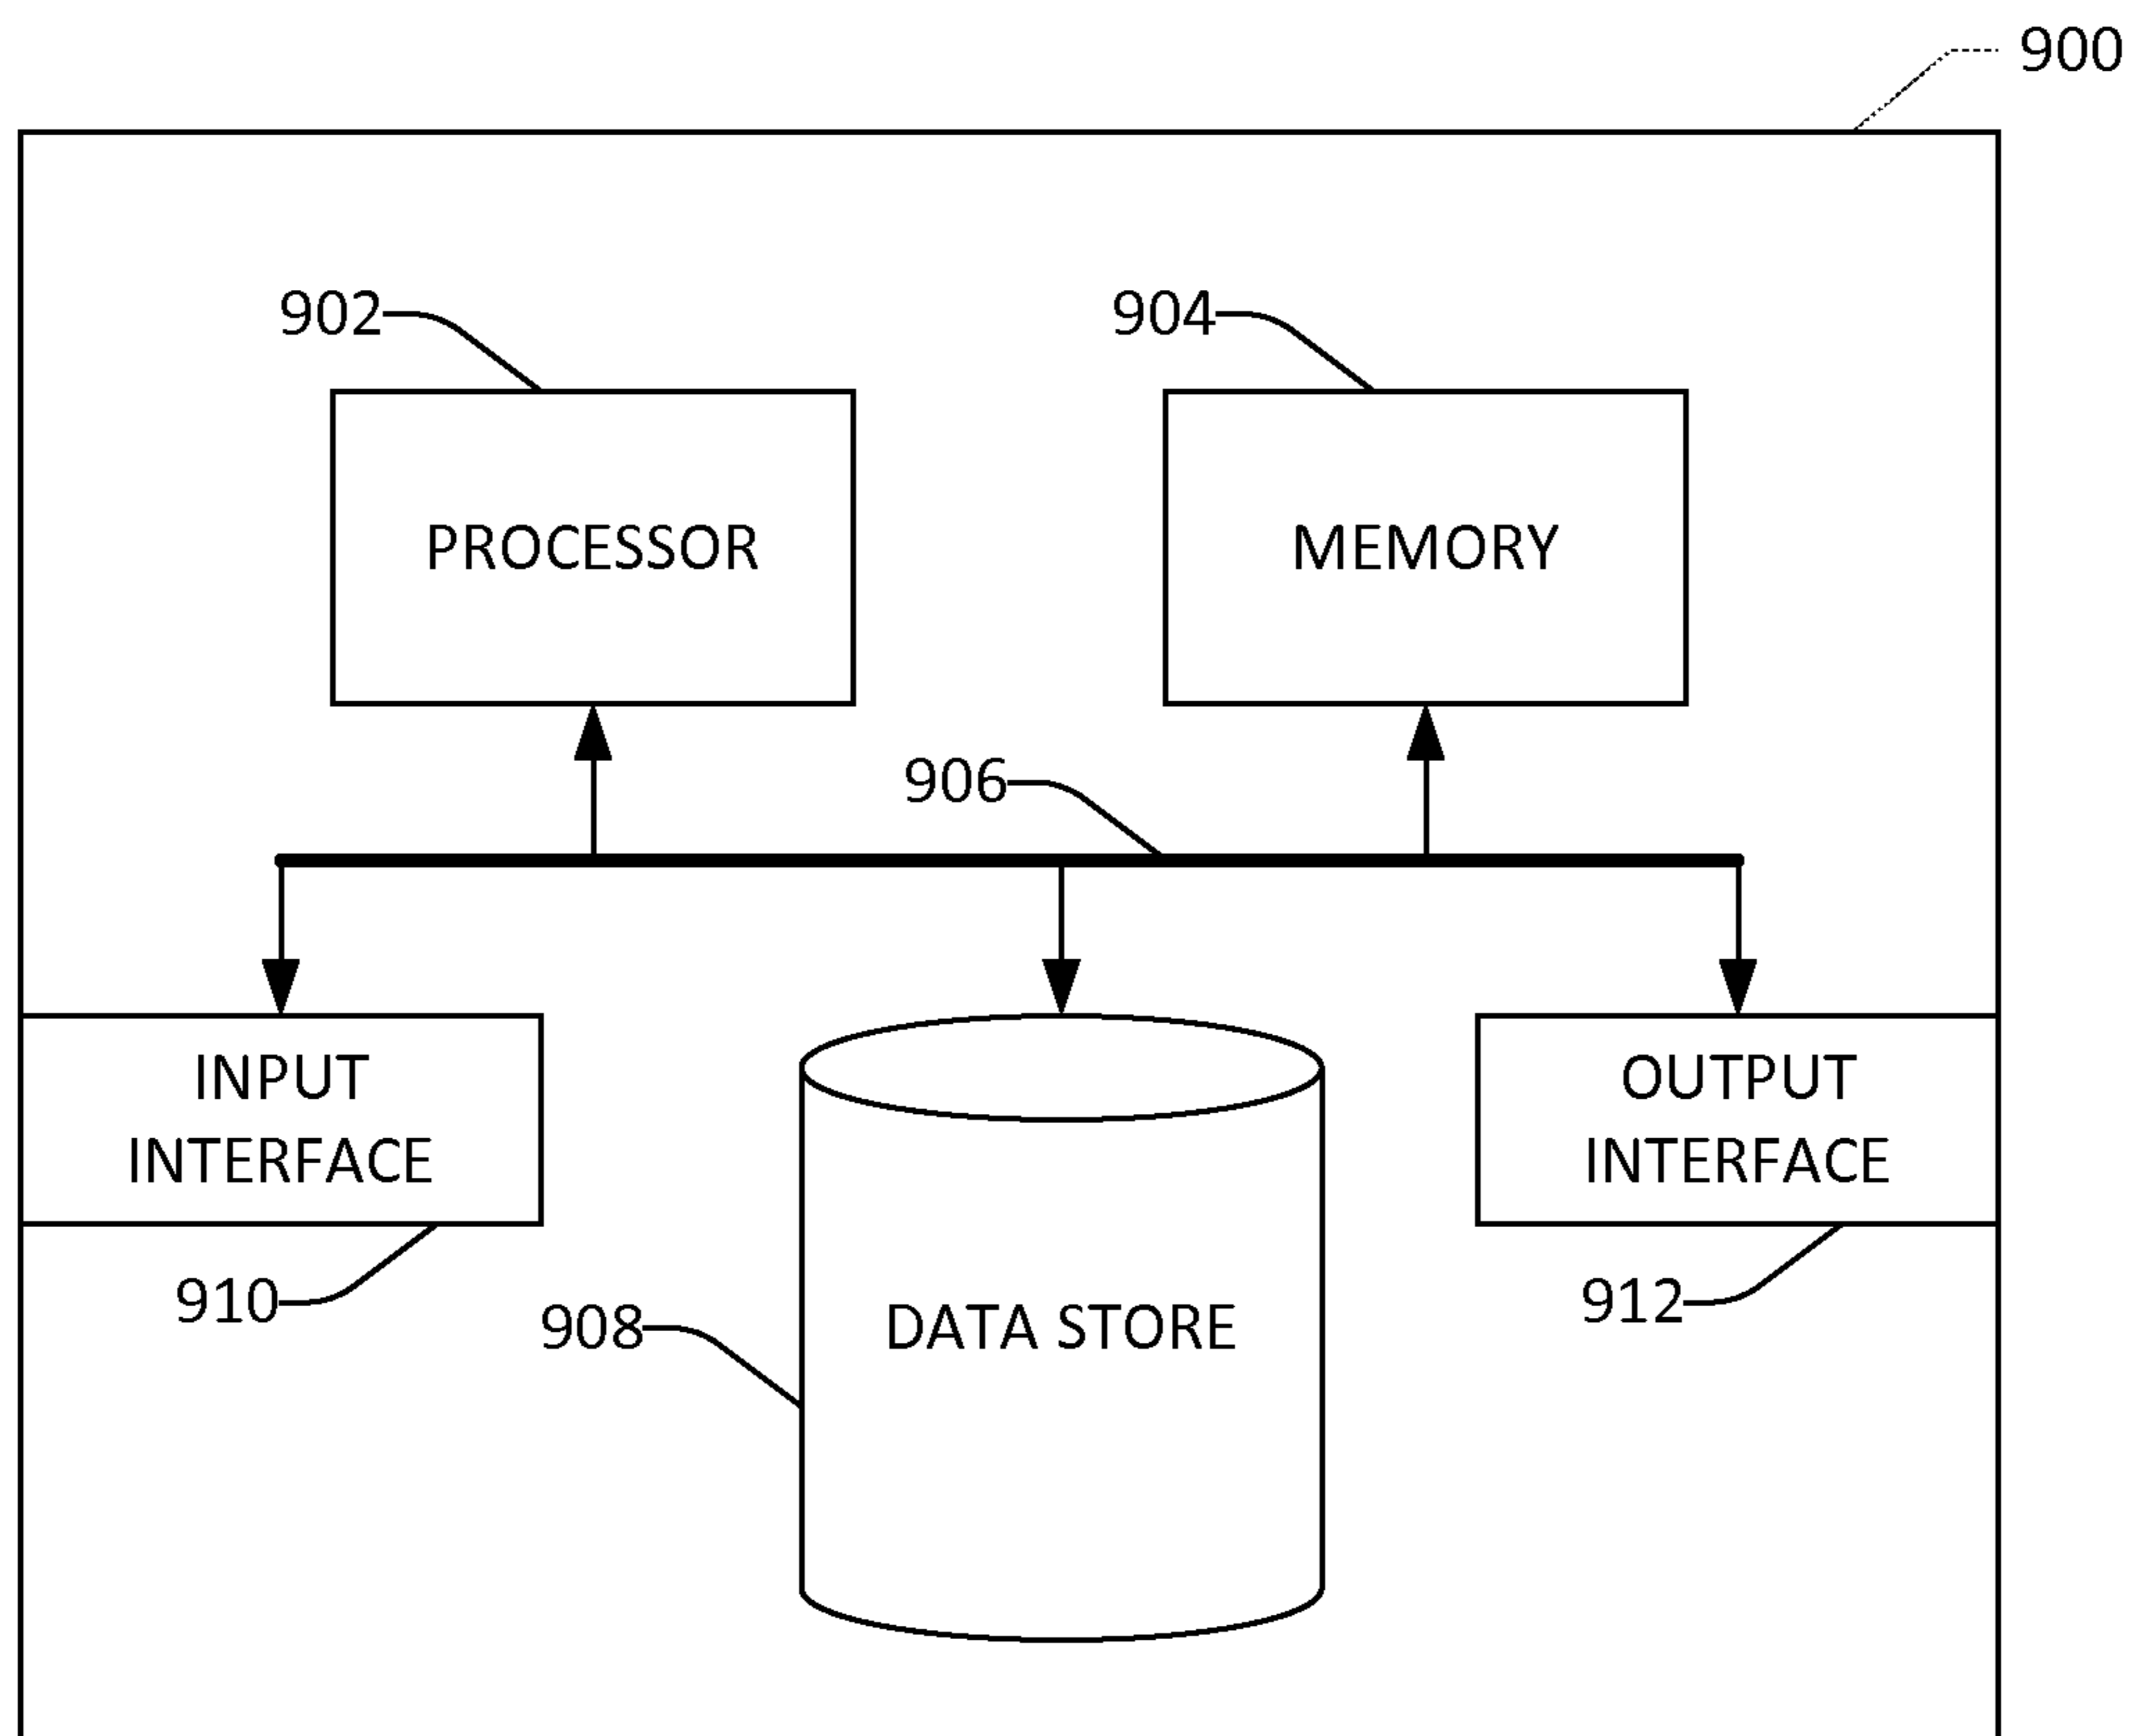 900
902
904
PROCESSOR
MEMORY
906
INPUT
INTERFACE
OUTPUT
INTERFACE
910
908
DATA STORE
912